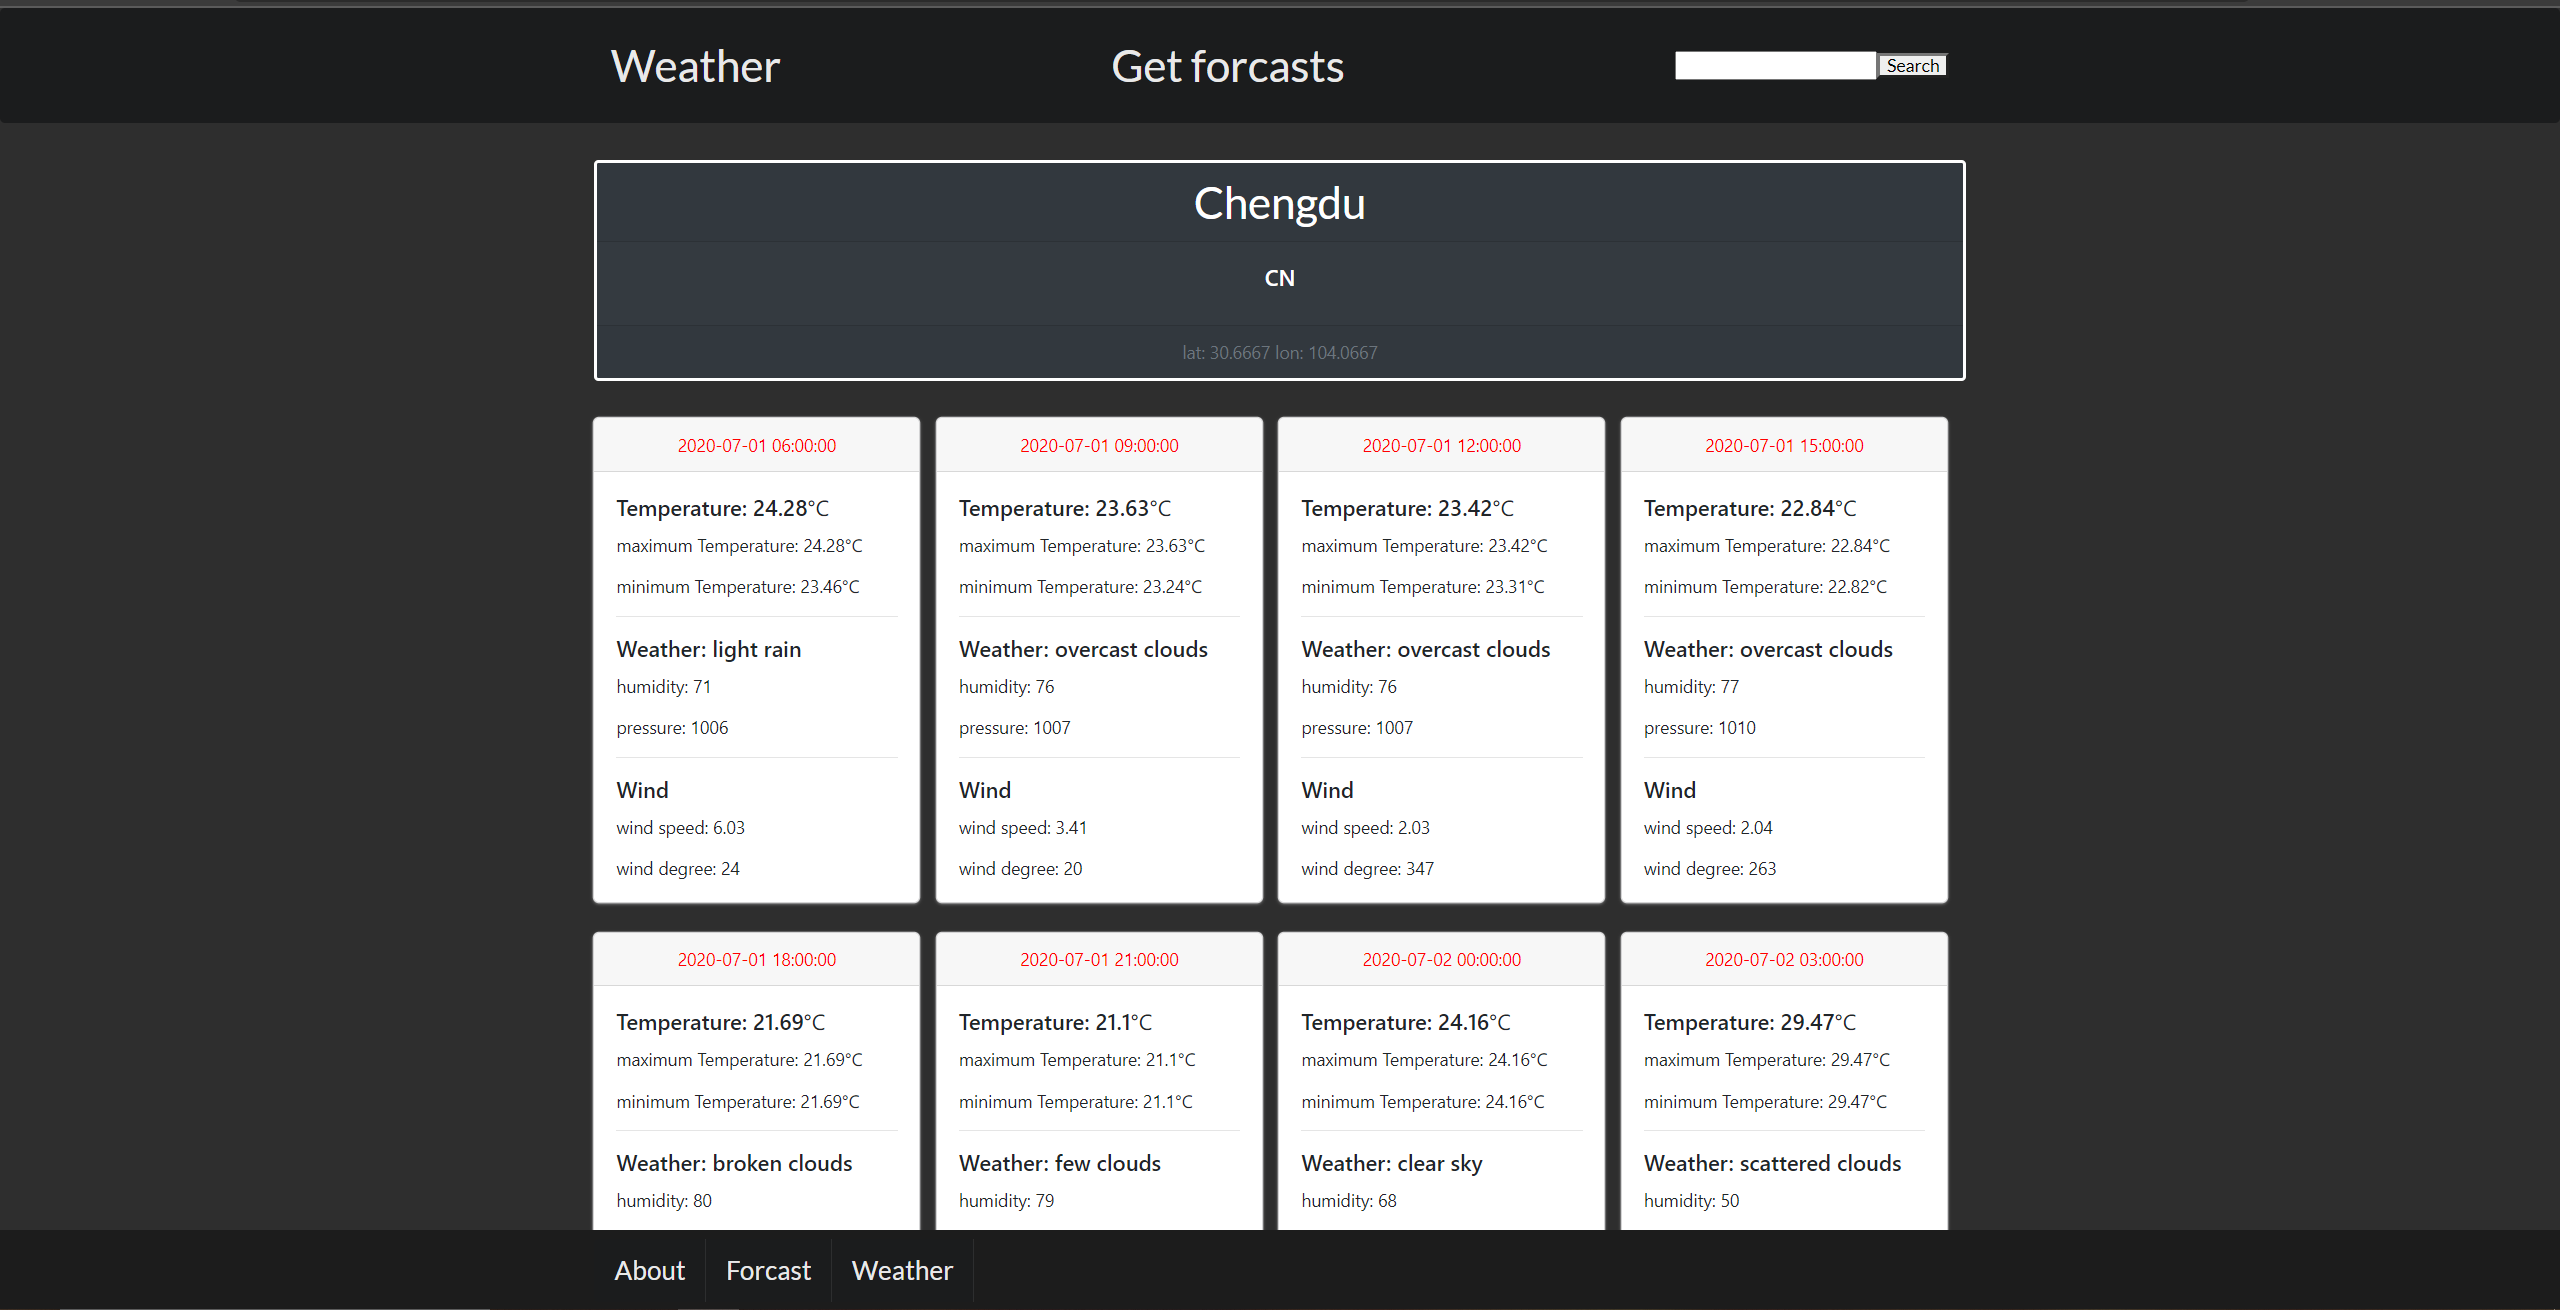 Weather
Get forcasts
Search
Chengdu
CN
lat: 30.6667 lon: 104.0667
2020-07-01 06:00:00
Temperature: 24.28°C
maximum Temperature: 24.28°C
minimum Temperature: 23.46°C
Weather: light rain
humidity: 71
pressure: 1006
Wind
wind speed: 6.03
wind degree: 24
2020-07-01 09:00:00
Temperature: 23.63°C
maximum Temperature: 23.63°C
minimum Temperature: 23.24°C
Weather: overcast clouds
humidity: 76
pressure: 1007
Wind
wind speed: 3.41
wind degree: 20
2020-07-01 12:00:00
Temperature: 23.42°C
maximum Temperature: 23.42°C
minimum Temperature: 23.31°C
Weather: overcast clouds
humidity: 76
pressure: 1007
Wind
wind speed: 2.03
wind degree: 347
2020-07-01 15:00:00
Temperature: 22.84°C
maximum Temperature: 22.84°C
minimum Temperature: 22.82°C
Weather: overcast clouds
humidity: 77
pressure: 1010
Wind
wind speed: 2.04
wind degree: 263
2020-07-01 18:00:00
Temperature: 21.69°C
maximum Temperature: 21.69°C
minimum Temperature: 21.69°C
Weather: broken clouds
humidity: 80
2020-07-01 21:00:00
Temperature: 21.1°C
maximum Temperature: 21.1°C
minimum Temperature: 21.1°C
Weather: few clouds
humidity: 79
2020-07-02 00:00:00
Temperature: 24.16°C
maximum Temperature: 24.16°C
minimum Temperature: 24.16°C
Weather: clear sky
humidity: 68
2020-07-02 03:00:00
Temperature: 29.47°C
maximum Temperature: 29.47°C
minimum Temperature: 29.47°C
Weather: scattered clouds
humidity: 50
About
Forcast
Weather